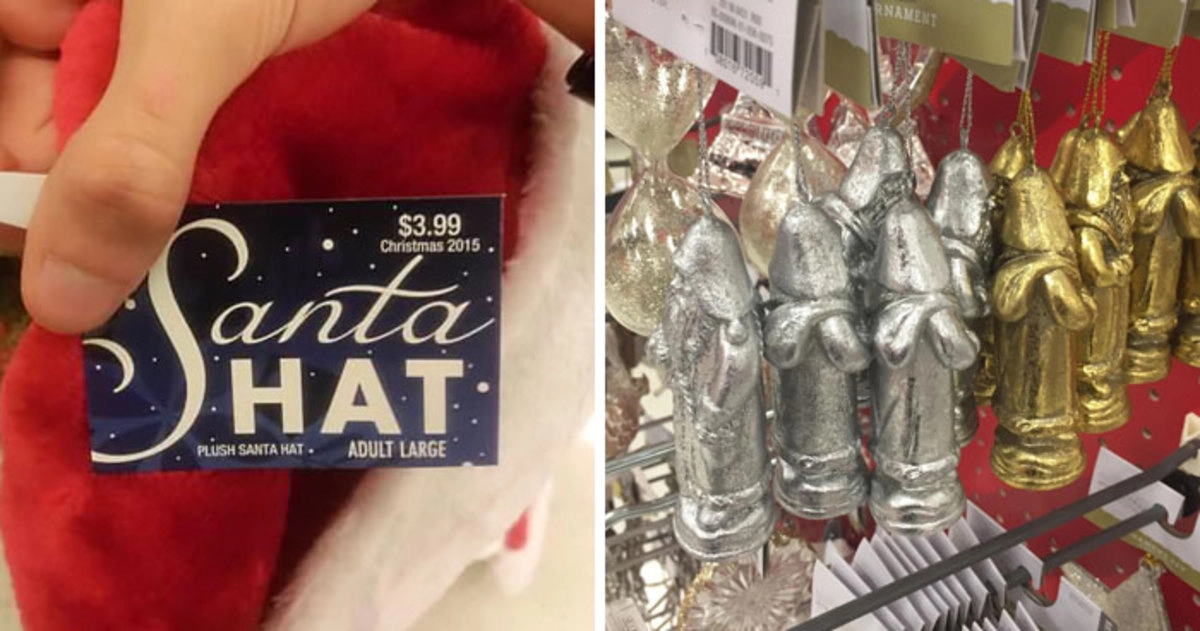 $3.99
Christmas 2015
Santa
HAT
PLUSH SANTA HAT
ADULT LARGE
RNAMENT